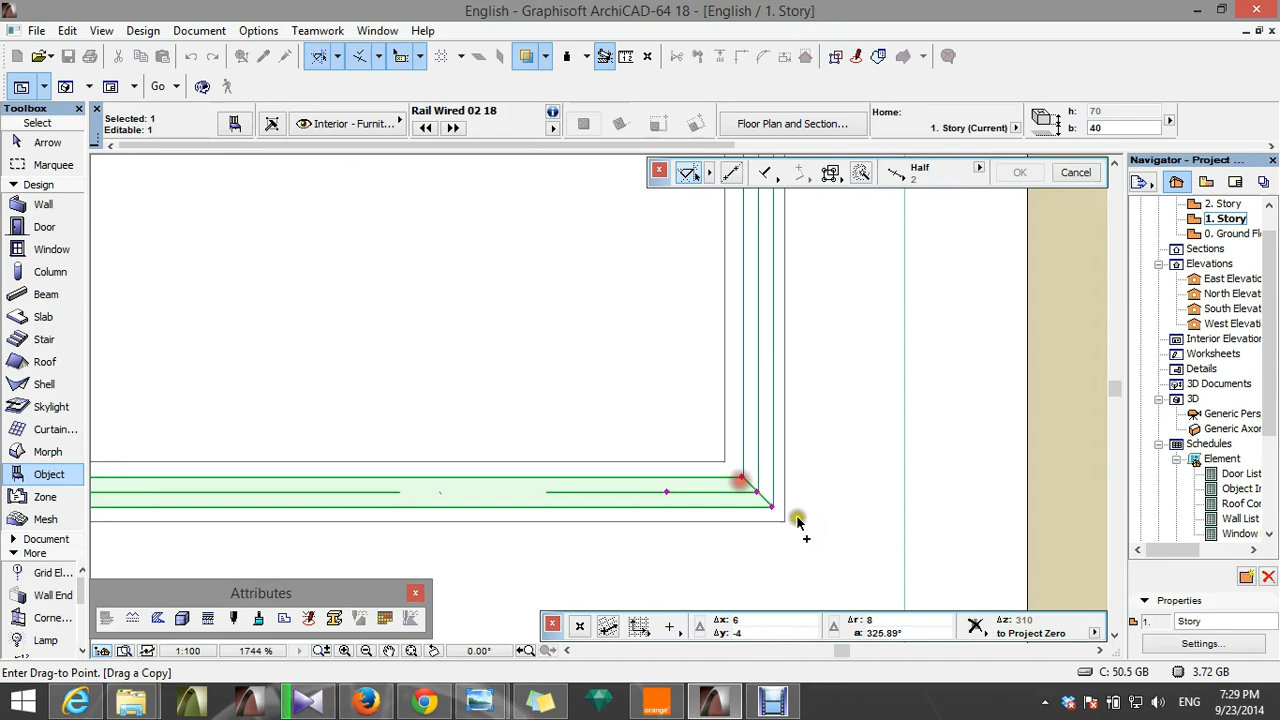 English - Graphisoft ArchiCAD-64 18 - [English / 1. Story]
File Edit View Design Document Options Teamwork Window Help
Go
Toolbox
Select
Arrow
Marquee
Design
Wall
Door
Window
Column
Beam
Slab
Stair
Roof
Shell
Skylight
Curtain...
Morph
Object
Zone
Mesh
Document
More
Grid El...
Wall End
Corne...
Lamp
Selected: 1
Editable: 1
Interior - Furnit...
Rail Wired 02 18
Floor Plan and Section...
Home:
1. Story (Current)
h: 70
b: 40
Half
2
OK
Cancel
Attributes
Δx: 6
Δy: -4
Δr: 8
a: 325.89°
Δz: 310
to Project Zero
1:100
1744 %
0.00°
Navigator - Project ...
2. Story
1. Story
0. Ground Fl
Sections
Elevations
East Elevat
North Elevat
South Elevat
West Elevati
Interior Elevation
Worksheets
Details
3D Documents
3D
Generic Pers
Generic Axo
Schedules
Element
Door List
Object In
Roof Cor
Wall List
Window
Properties
1.
Story
Settings...
Enter Drag-to Point. [Drag a Copy]
C: 50.5 GB
3.72 GB
orange™
ENG
7:29 PM
9/23/2014